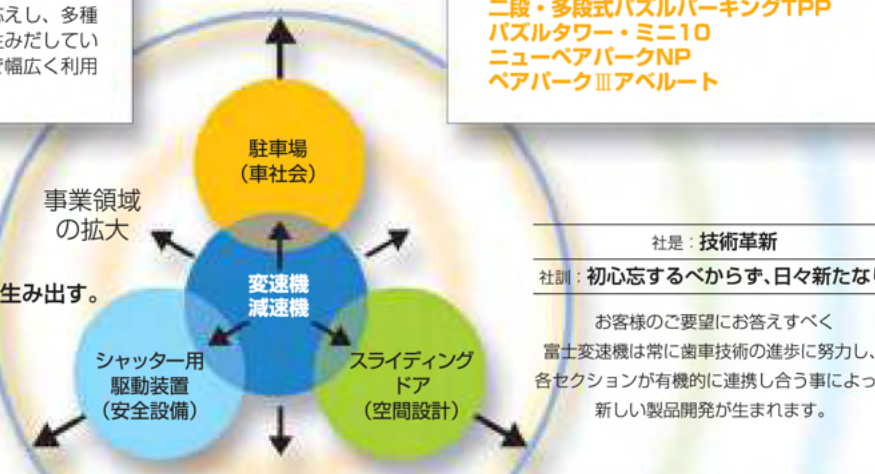 応えし、多種
生みだしてい
で幅広く利用
二段・多段式パズルパーキングTPP
パズルタワー・ミニ10
ニューペアパークNP
ペアパークⅢアベルート
駐車場
（車社会）
事業領域
の拡大
生み出す。
変速機
減速機
シャッター用
駆動装置
（安全設備）
スライディング
ドア
（空間設計）
社是：技術革新
社訓：初心忘するべからず、日々新たなり
お客様のご要望にお答えすべく
富士変速機は常に歯車技術の進歩に努力し、
各セクションが有機的に連携し合う事によっ
新しい製品開発が生まれます。